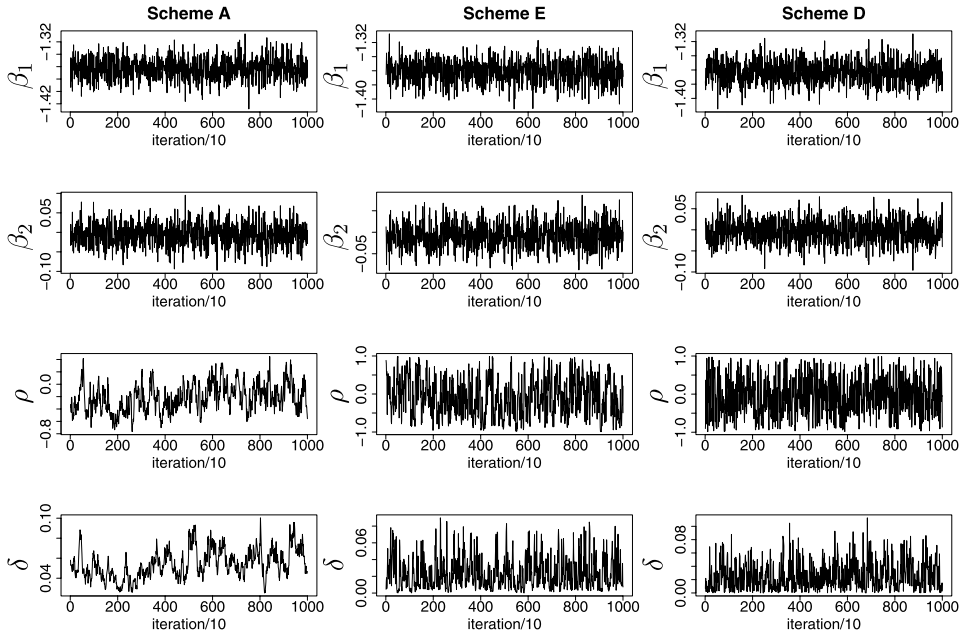 Scheme A Scheme E Scheme D
β1 −1.42 −1.32 β1 −1.40 −1.32 β1 −1.40 −1.32
0 200 400 600 800 1000 0 200 400 600 800 1000 0 200 400 600 800 1000
iteration/10 iteration/10 iteration/10
β2 −0.10 0.05 β2 −0.05 β2 −0.10 0.05
0 200 400 600 800 1000 0 200 400 600 800 1000 0 200 400 600 800 1000
iteration/10 iteration/10 iteration/10
ρ −0.8 0.0 ρ −1.0 0.0 1.0 ρ −1.0 0.0 1.0
0 200 400 600 800 1000 0 200 400 600 800 1000 0 200 400 600 800 1000
iteration/10 iteration/10 iteration/10
δ 0.04 0.10 δ 0.00 0.06 δ 0.00 0.08
0 200 400 600 800 1000 0 200 400 600 800 1000 0 200 400 600 800 1000
iteration/10 iteration/10 iteration/10